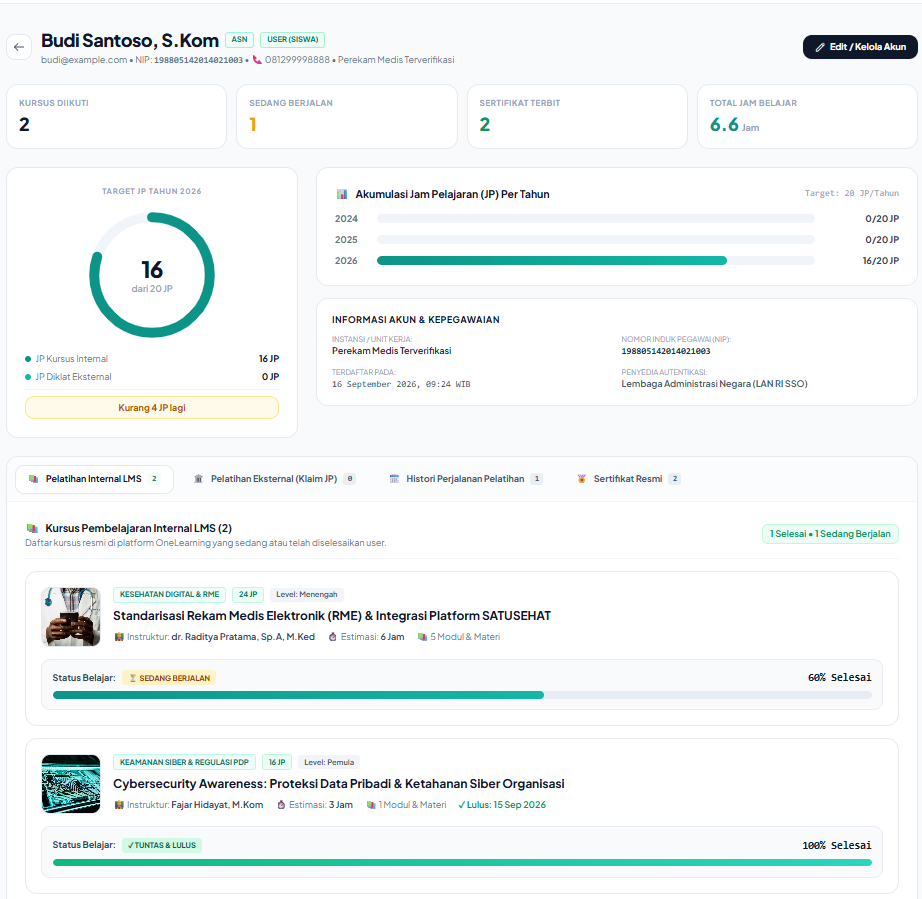 Budi Santoso, S.Kom ASN USER (SISWA)
budi@example.com • NIP: 198805142014021003 • 081299998888 • Perekam Medis Terverifikasi
Edit / Kelola Akun
KURSUS DIIKUTI
2
SEDANG BERJALAN
1
SERTIFIKAT TERBIT
2
TOTAL JAM BELAJAR
6.6 Jam
TARGET JP TAHUN 2026
16
dari 20 JP
JP Kursus Internal 16 JP
JP Diklat Eksternal 0 JP
Kurang 4 JP lagi
Akumulasi Jam Pelajaran (JP) Per Tahun Target: 20 JP/Tahun
2024 0/20 JP
2025 0/20 JP
2026 16/20 JP
INFORMASI AKUN & KEPEGAWAIAN
INSTANSI / UNIT KERJA:
Perekam Medis Terverifikasi
NOMOR INDUK PEGAWAI (NIP):
198805142014021003
TERDAFTAR PADA:
16 September 2026, 09:24 WIB
PENYEDIA AUTENTIKASI:
Lembaga Administrasi Negara (LAN RI SSO)
Pelatihan Internal LMS 2 Pelatihan Eksternal (Klaim JP) 0 Histori Perjalanan Pelatihan 1 Sertifikat Resmi 2
Kursus Pembelajaran Internal LMS (2)
Daftar kursus resmi di platform OneLearning yang sedang atau telah diselesaikan user.
1 Selesai • 1 Sedang Berjalan
KESEHATAN DIGITAL & RME 24 JP Level: Menengah
Standarisasi Rekam Medis Elektronik (RME) & Integrasi Platform SATUSEHAT
Instruktur: dr. Raditya Pratama, Sp.A, M.Ked Estimasi: 6 Jam 5 Modul & Materi
Status Belajar: SEDANG BERJALAN 60% Selesai
KEAMANAN SIBER & REGULASI PDP 16 JP Level: Pemula
Cybersecurity Awareness: Proteksi Data Pribadi & Ketahanan Siber Organisasi
Instruktur: Fajar Hidayat, M.Kom Estimasi: 3 Jam 1 Modul & Materi ✓ Lulus: 15 Sep 2026
Status Belajar: ✓ TUNTAS & LULUS 100% Selesai